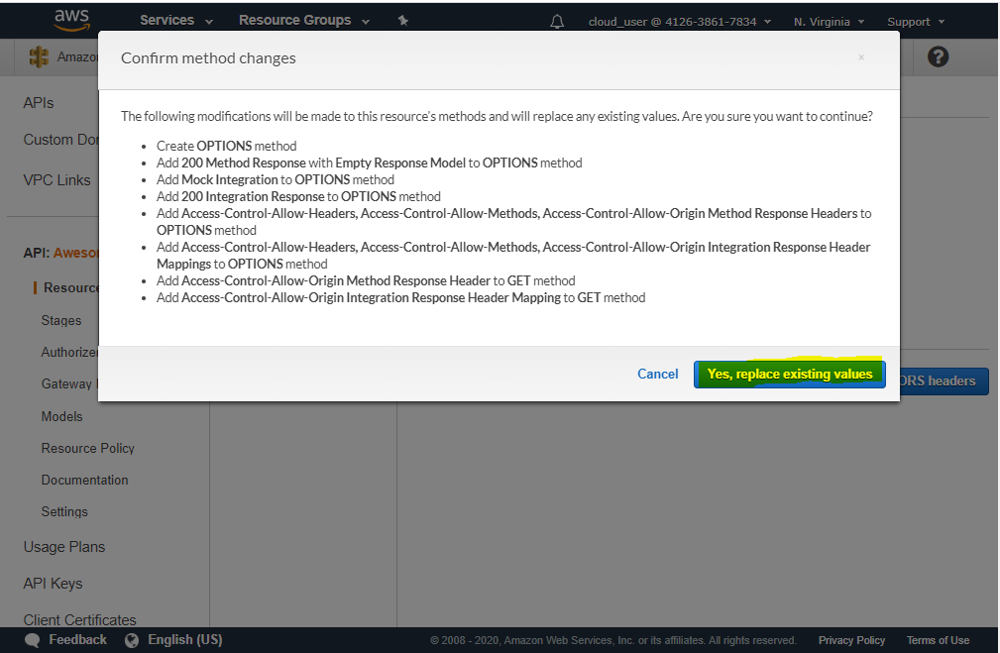 aws Services Resource Groups cloud_user @ 4126-3861-7834 N. Virginia Support
Amazo
Confirm method changes
×
?
APIs
Custom Do
VPC Links
API: Aweso
Resource
Stages
Authorize
Gateway
Models
Resource Policy
Documentation
Settings
Usage Plans
API Keys
Client Certificates
The following modifications will be made to this resource's methods and will replace any existing values. Are you sure you want to continue?
• Create OPTIONS method
• Add 200 Method Response with Empty Response Model to OPTIONS method
• Add Mock Integration to OPTIONS method
• Add 200 Integration Response to OPTIONS method
• Add Access-Control-Allow-Headers, Access-Control-Allow-Methods, Access-Control-Allow-Origin Method Response Headers to
OPTIONS method
• Add Access-Control-Allow-Headers, Access-Control-Allow-Methods, Access-Control-Allow-Origin Integration Response Header
Mappings to OPTIONS method
• Add Access-Control-Allow-Origin Method Response Header to GET method
• Add Access-Control-Allow-Origin Integration Response Header Mapping to GET method
Cancel Yes, replace existing values
ORS headers
Feedback English (US) © 2008 - 2020, Amazon Web Services, Inc. or its affiliates. All rights reserved. Privacy Policy Terms of Use